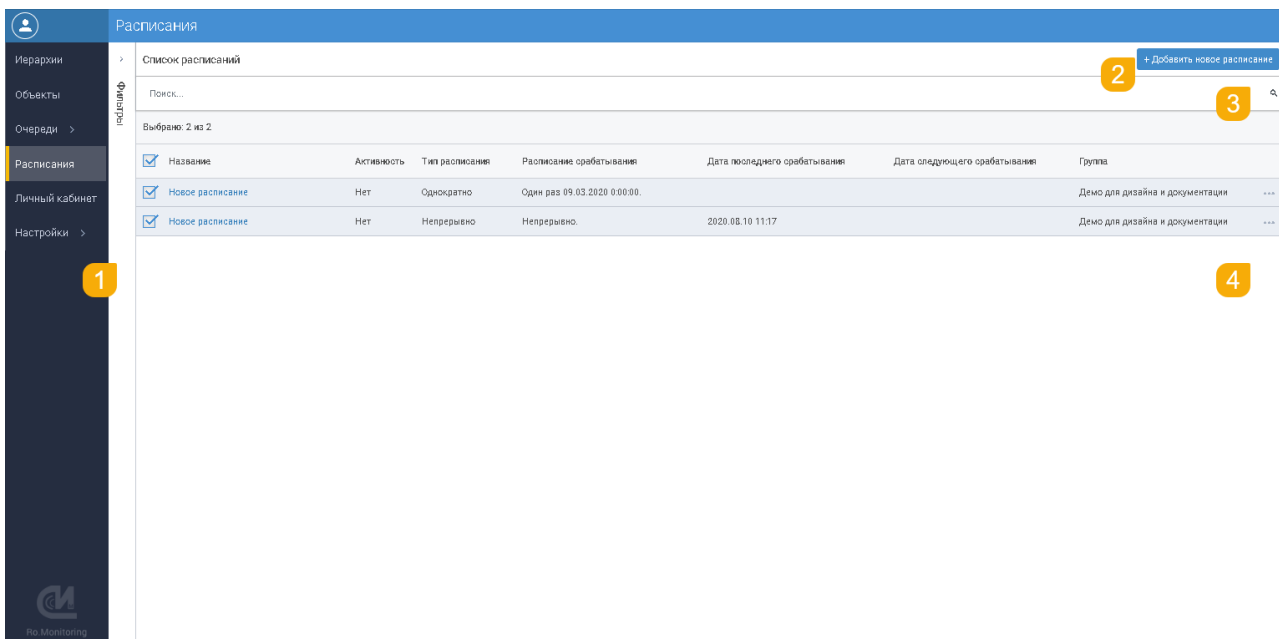 Расписания
Иерархии
Объекты
Очереди >
Расписания
Личный кабинет
Настройки >
1
Ro.Monitoring
>
Фильтры
Список расписаний
2
+ Добавить новое расписание
Поиск...
3
Выбрано: 2 из 2
Название Активность Тип расписания Расписание срабатывания Дата последнего срабатывания Дата следующего срабатывания Группа
Новое расписание Нет Однократно Один раз 09.03.2020 0:00:00. Демо для дизайна и документации ...
Новое расписание Нет Непрерывно Непрерывно. 2020.08.10 11:17 Демо для дизайна и документации ...
4